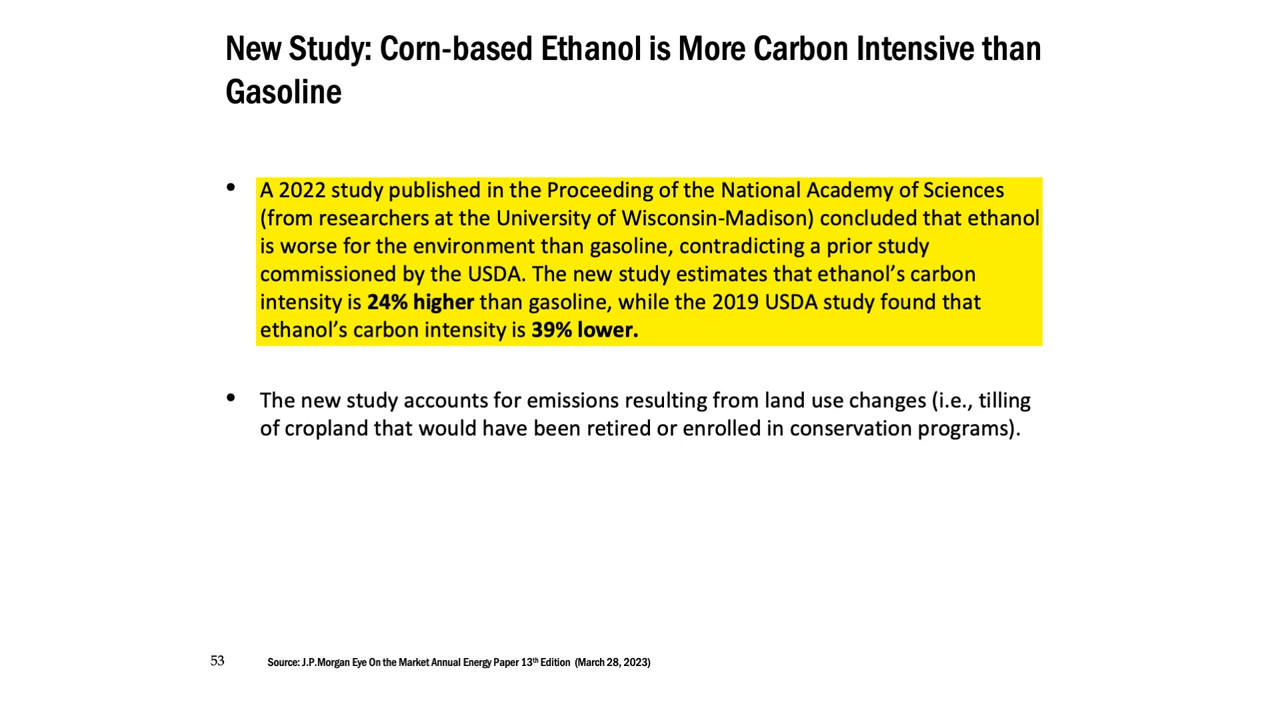 New Study: Corn-based Ethanol is More Carbon Intensive than
Gasoline
• A 2022 study published in the Proceeding of the National Academy of Sciences
(from researchers at the University of Wisconsin-Madison) concluded that ethanol
is worse for the environment than gasoline, contradicting a prior study
commissioned by the USDA. The new study estimates that ethanol’s carbon
intensity is 24% higher than gasoline, while the 2019 USDA study found that
ethanol’s carbon intensity is 39% lower.
• The new study accounts for emissions resulting from land use changes (i.e., tilling
of cropland that would have been retired or enrolled in conservation programs).
53 Source: J.P.Morgan Eye On the Market Annual Energy Paper 13th Edition (March 28, 2023)